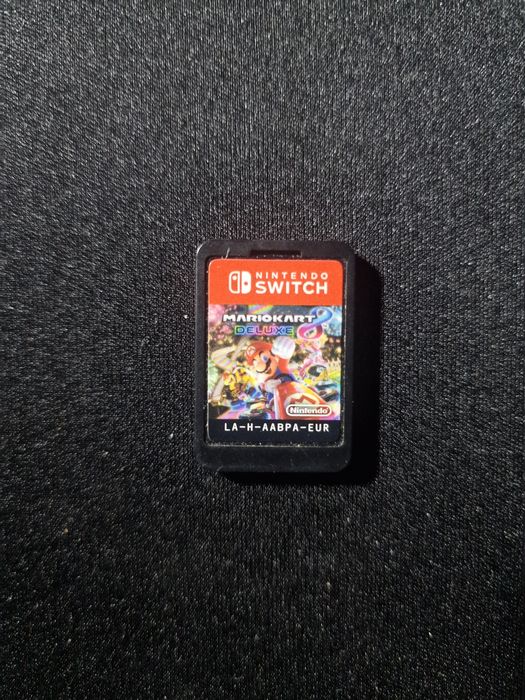 NINTENDO
SWITCH
MARIOKART 8
DELUXE
Nintendo
LA-H-AABPA-EUR